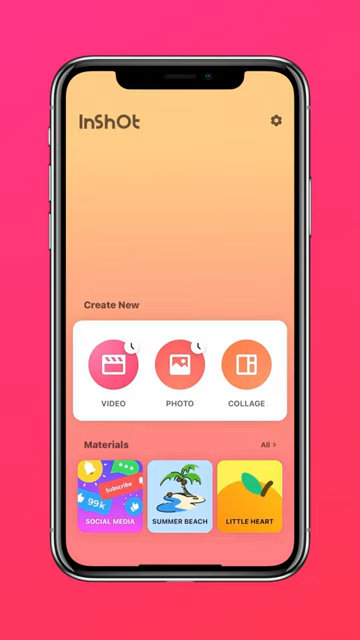 InShOt
Create New
VIDEO
PHOTO
COLLAGE
Materials
All >
Subscribe
99K
SOCIAL MEDIA
SUMMER BEACH
LITTLE HEART